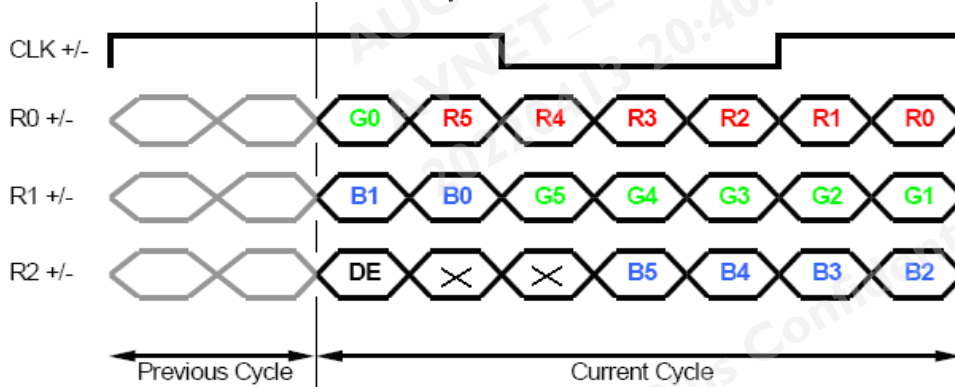 CLK +/-
R0 +/- G0 R5 R4 R3 R2 R1 R0
R1 +/- B1 B0 G5 G4 G3 G2 G1
R2 +/- DE B5 B4 B3 B2
Previous Cycle Current Cycle